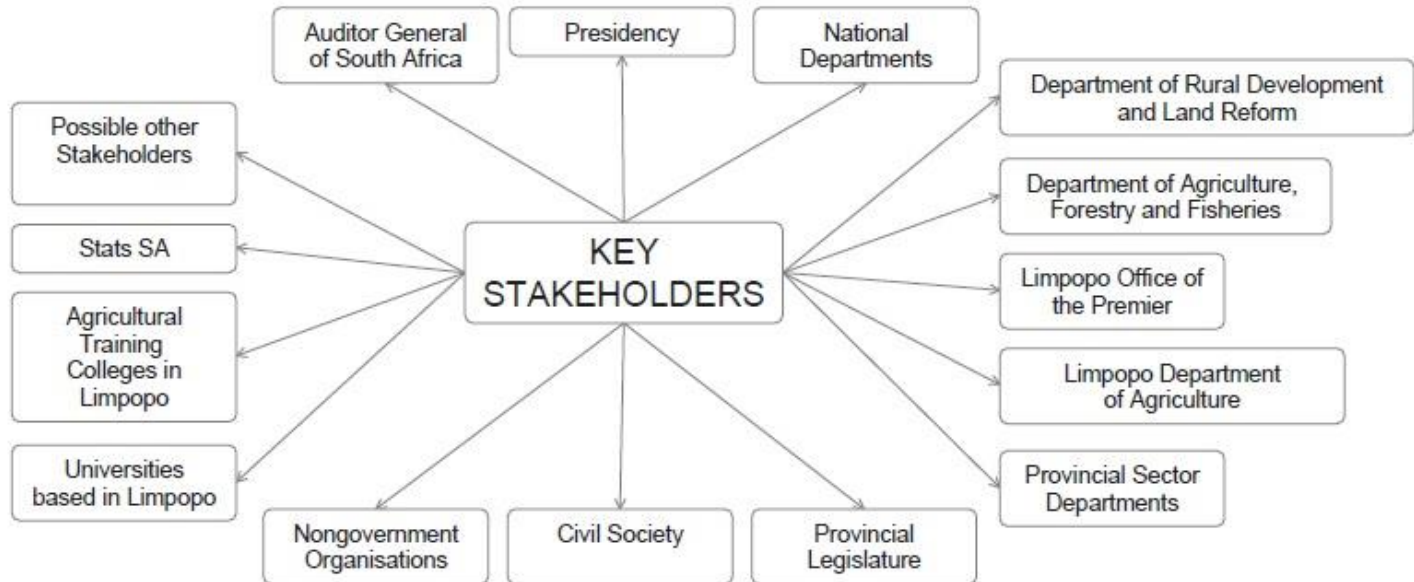 Auditor General
of South Africa
Presidency
National
Departments
Department of Rural Development
and Land Reform
Possible other
Stakeholders
Department of Agriculture,
Forestry and Fisheries
Stats SA
KEY
STAKEHOLDERS
Limpopo Office of
the Premier
Agricultural
Training
Colleges in
Limpopo
Limpopo Department
of Agriculture
Universities
based in Limpopo
Provincial Sector
Departments
Nongovernment
Organisations
Civil Society
Provincial
Legislature